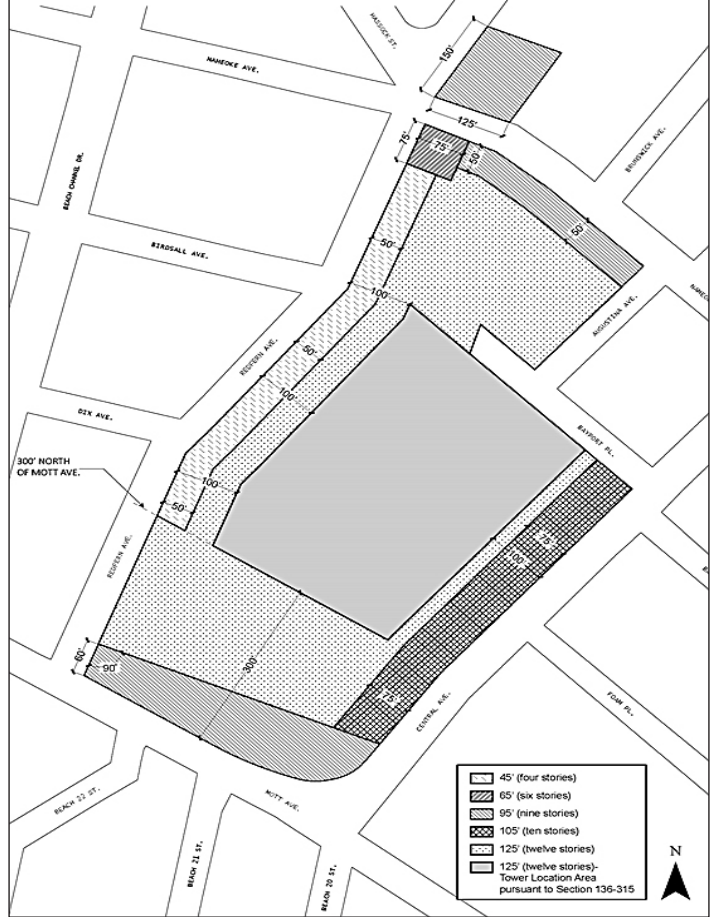 HASSOCK ST.
NAMEOKE AVE.
150'
125'
75'
75'
50'
BRUNSWICK AVE.
BEACH CHANNEL DR.
50'
BIRDSALL AVE.
50'
100'
AUGUSTINA AVE.
REDFERN AVE.
50'
100'
DIX AVE.
BAYPORT PL.
300' NORTH
OF MOTT AVE.
100'
50'
75'
100'
REDFERN AVE.
60'
90'
300'
75'
CENTRAL AVE.
FOAM PL.
BEACH 22 ST.
MOTT AVE.
BEACH 21 ST.
BEACH 20 ST.
45' (four stories)
65' (six stories)
95' (nine stories)
105' (ten stories)
125' (twelve stories)
125' (twelve stories)-
Tower Location Area
pursuant to Section 136-315
N